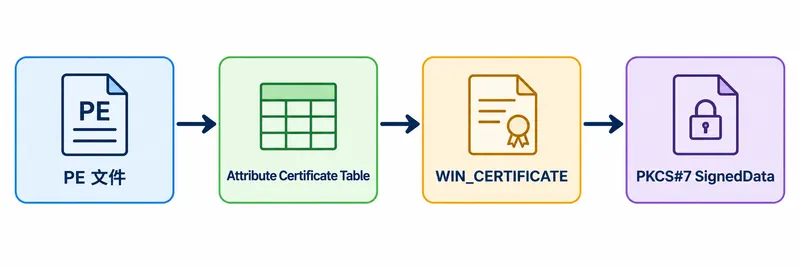 PE
PE 文件
Attribute Certificate Table
WIN_CERTIFICATE
PKCS#7 SignedData